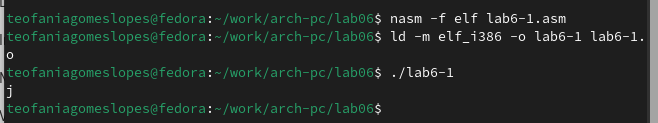 teofaniagomeslopes@fedora:~/work/arch-pc/lab06$ nasm -f elf lab6-1.asm
teofaniagomeslopes@fedora:~/work/arch-pc/lab06$ ld -m elf_i386 -o lab6-1 lab6-1.
o
teofaniagomeslopes@fedora:~/work/arch-pc/lab06$ ./lab6-1
j
teofaniagomeslopes@fedora:~/work/arch-pc/lab06$